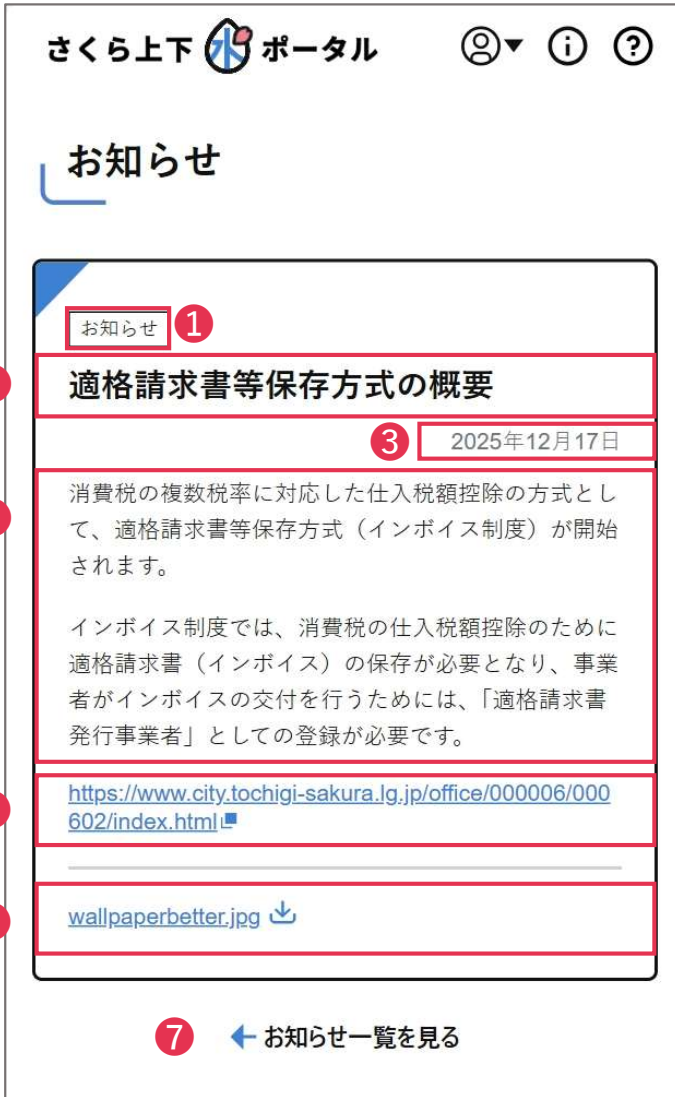 さくら上下水ポータル
お知らせ
お知らせ 1
適格請求書等保存方式の概要
3 2025年12月17日
消費税の複数税率に対応した仕入税額控除の方式とし
て、適格請求書等保存方式（インボイス制度）が開始
されます。
インボイス制度では、消費税の仕入税額控除のために
適格請求書（インボイス）の保存が必要となり、事業
者がインボイスの交付を行うためには、「適格請求書
発行事業者」としての登録が必要です。
https://www.city.tochigi-sakura.lg.jp/office/000006/000
602/index.html
wallpaperbetter.jpg
7 お知らせ一覧を見る